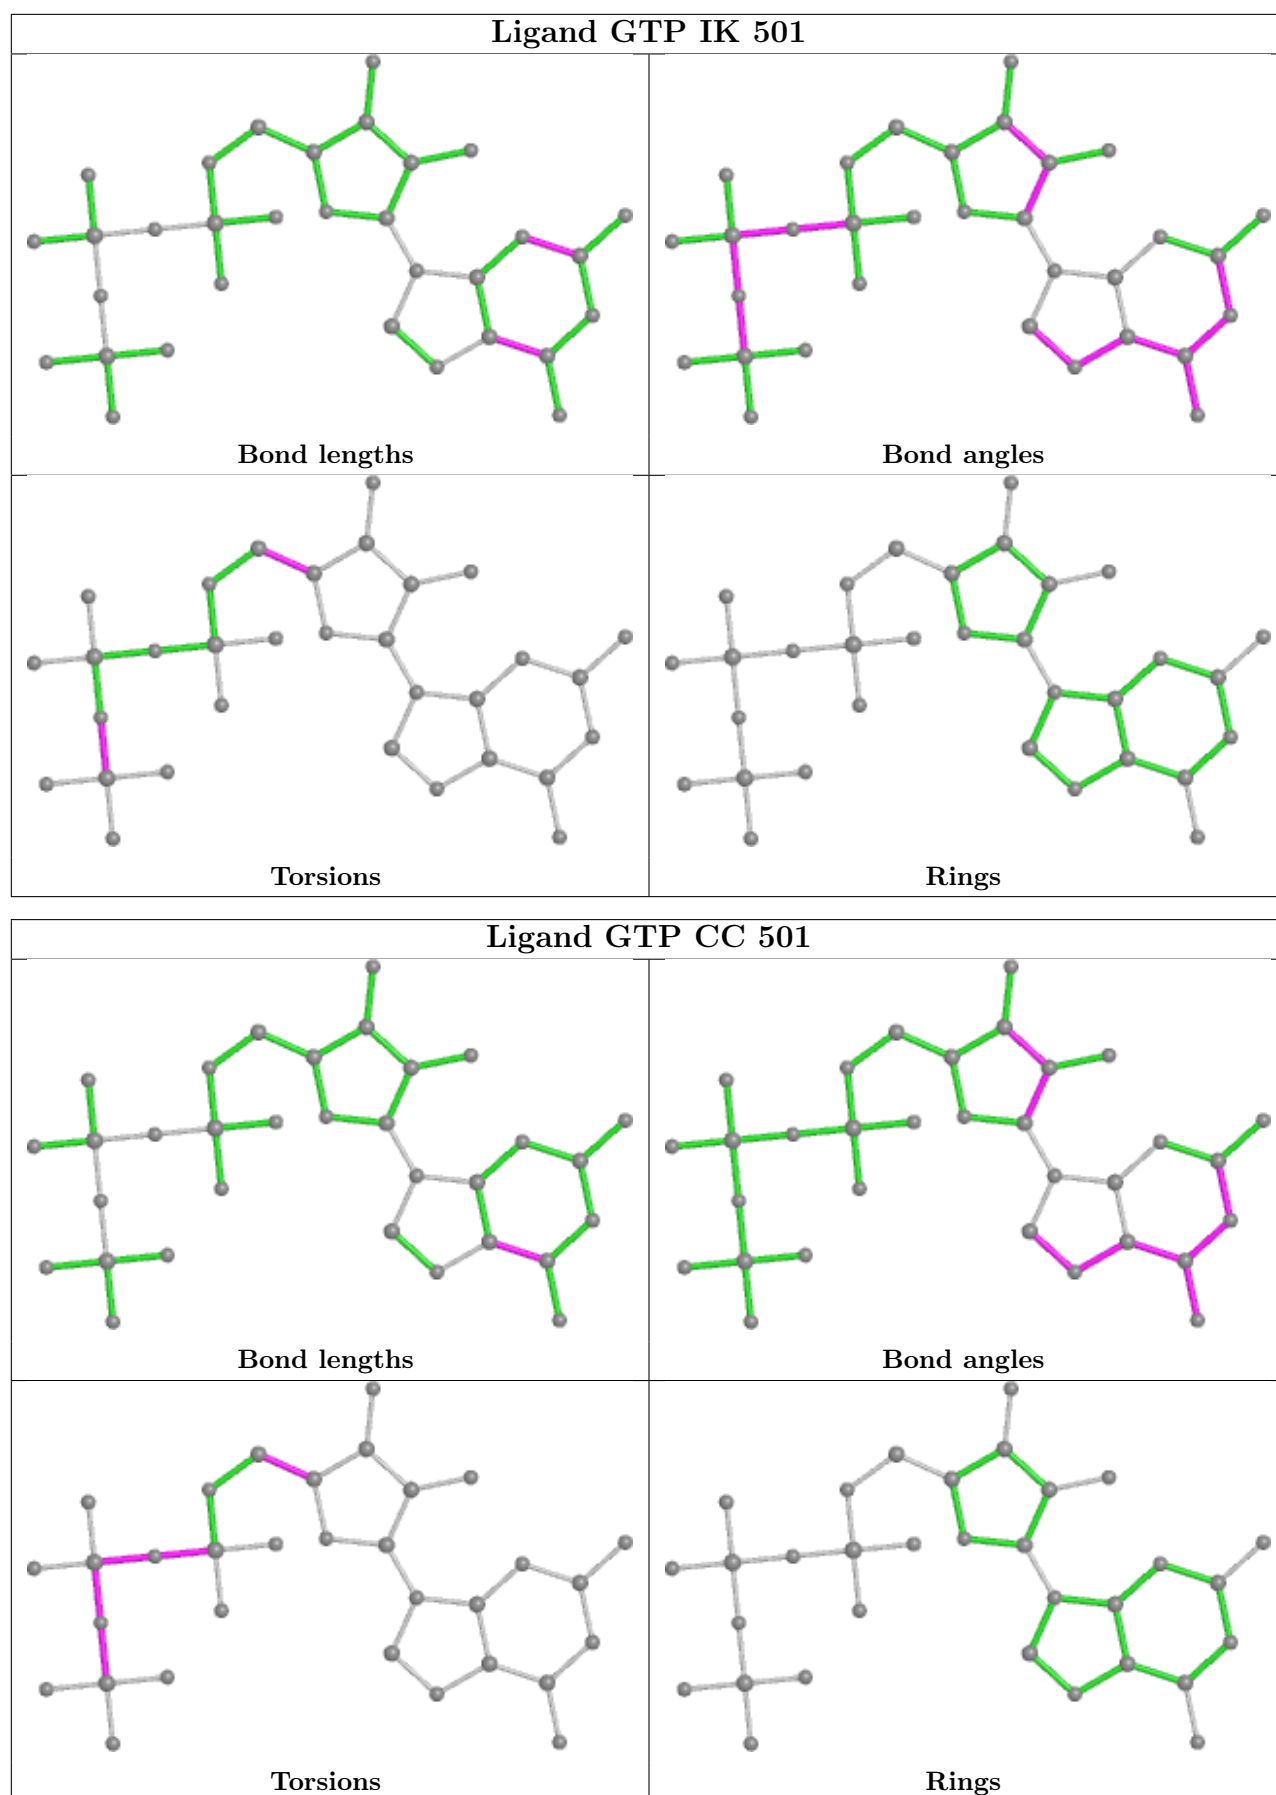 Ligand GTP IK 501
Bond lengths
Bond angles
Torsions
Rings
Ligand GTP CC 501
Bond lengths
Bond angles
Torsions
Rings